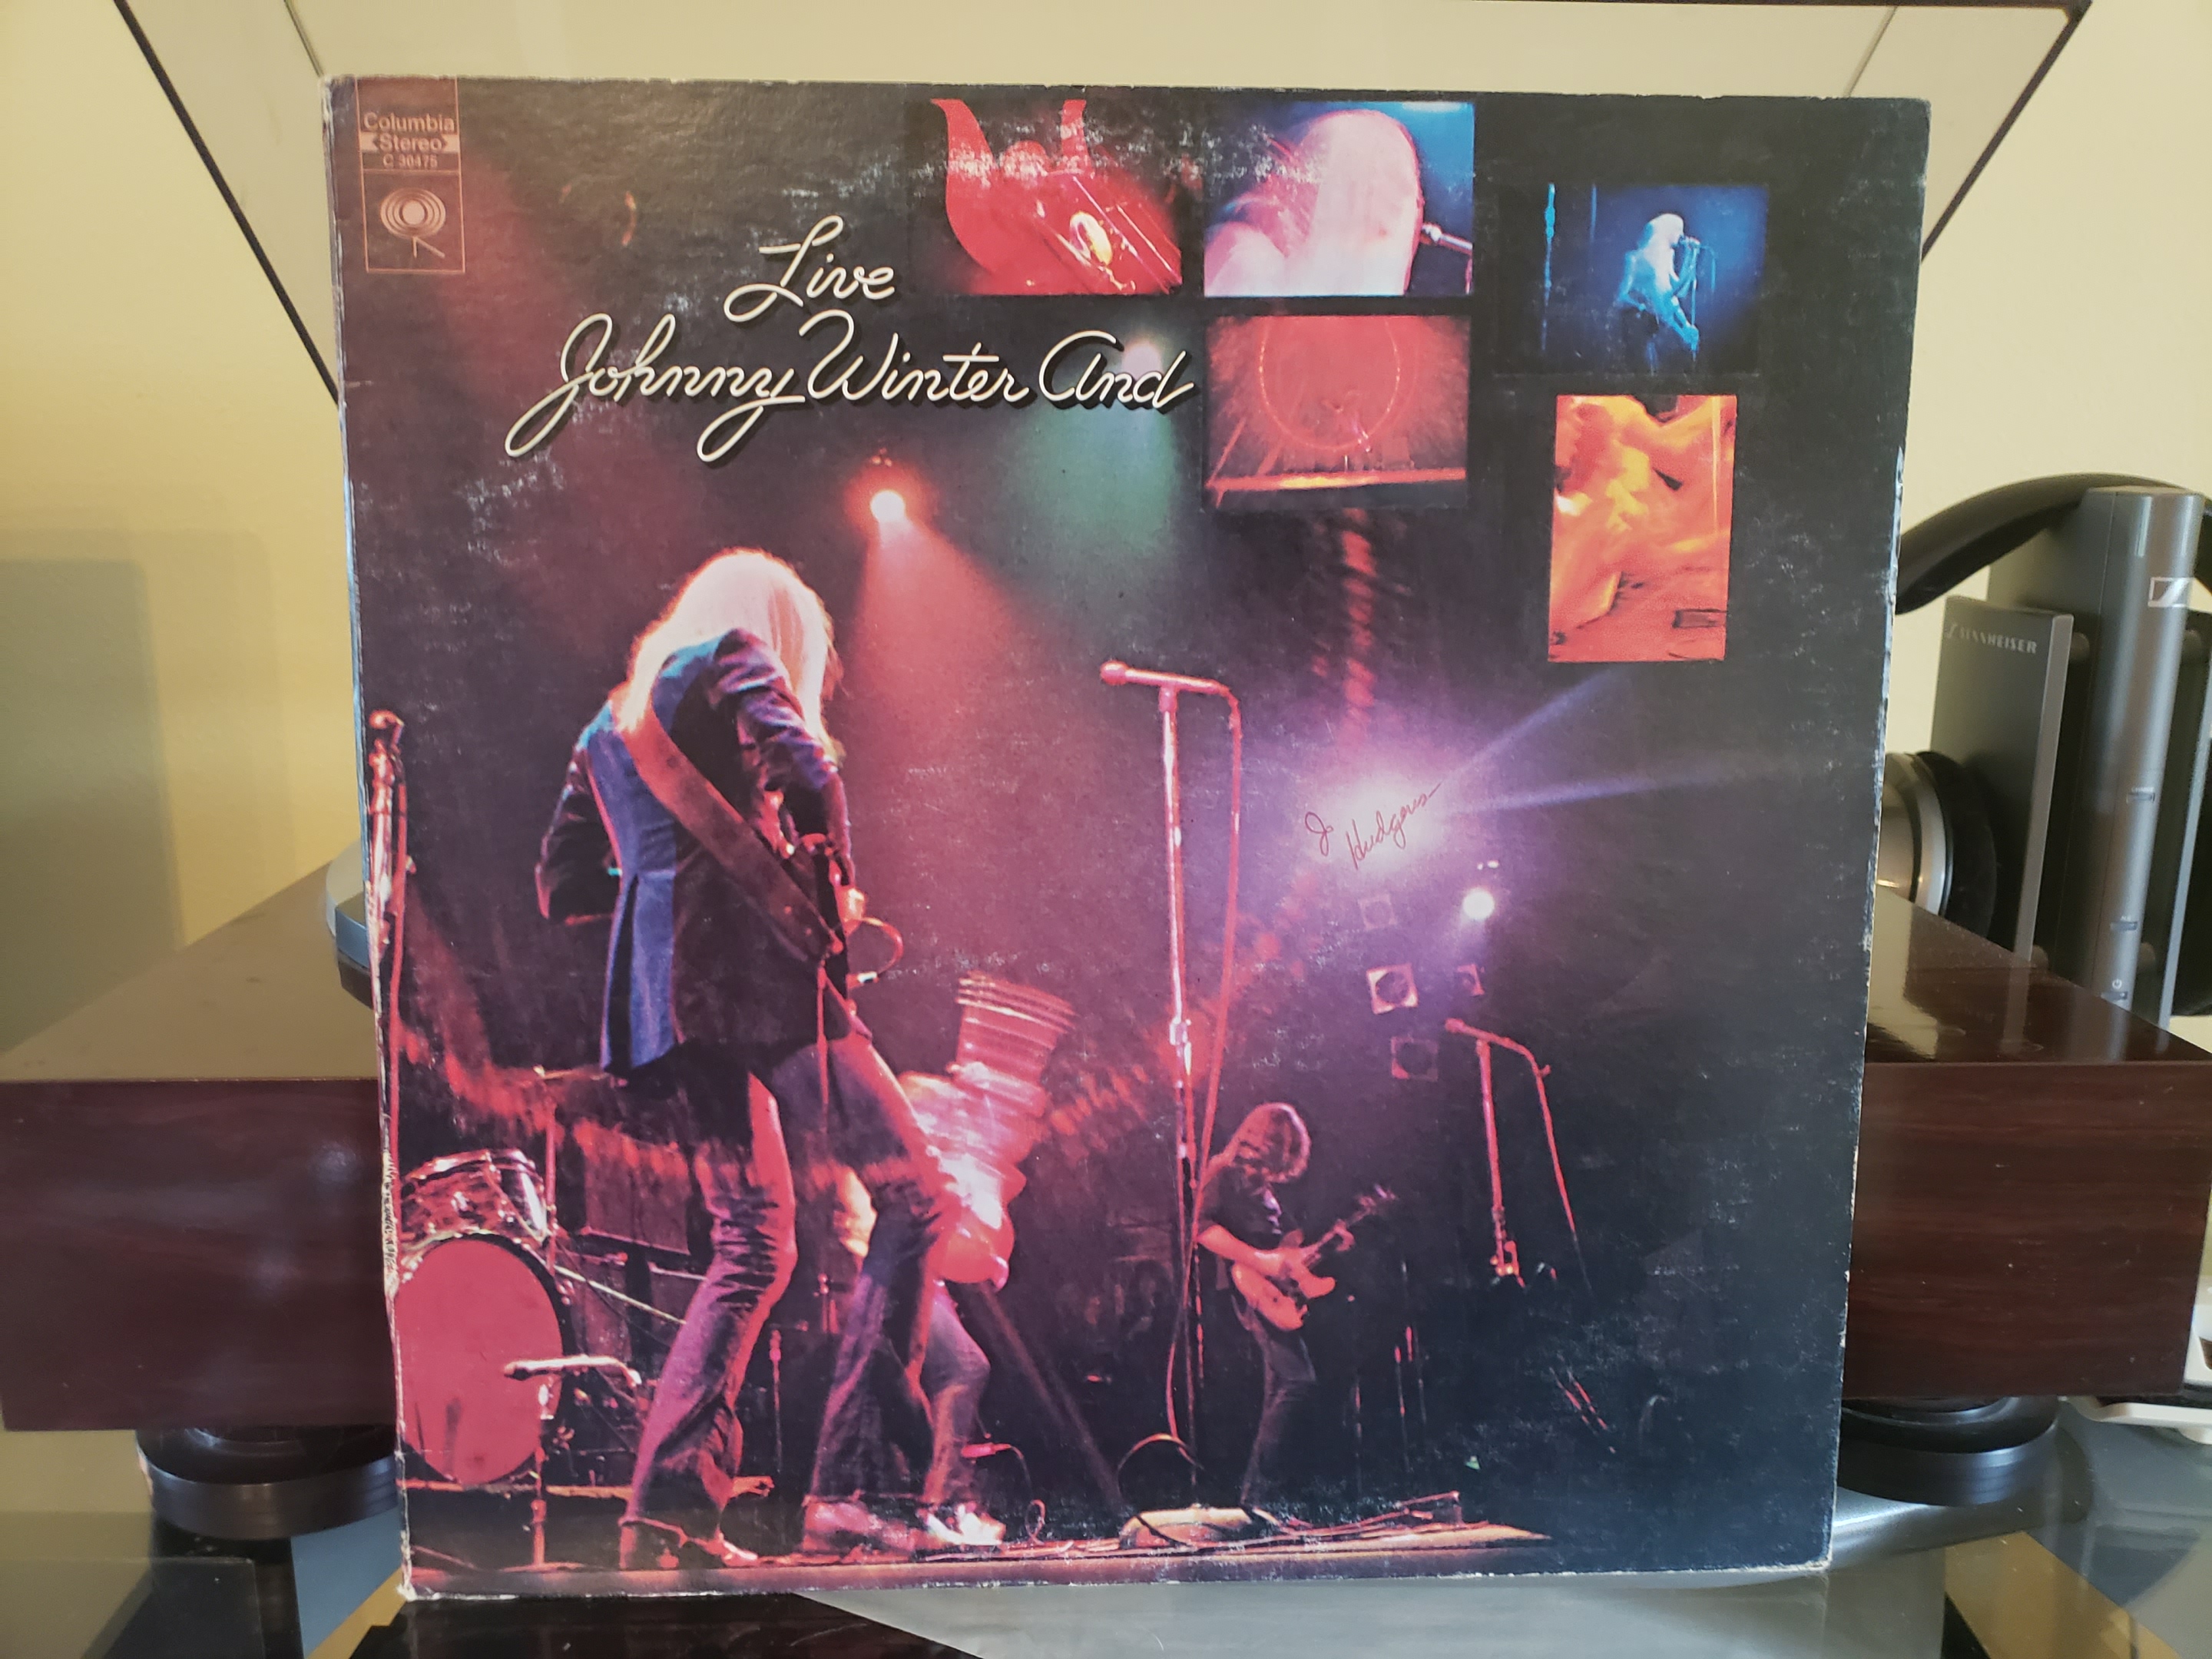 Columbia
Stereo
C 30475
Live
Johnny Winter And
J Hudgens
SENNHEISER